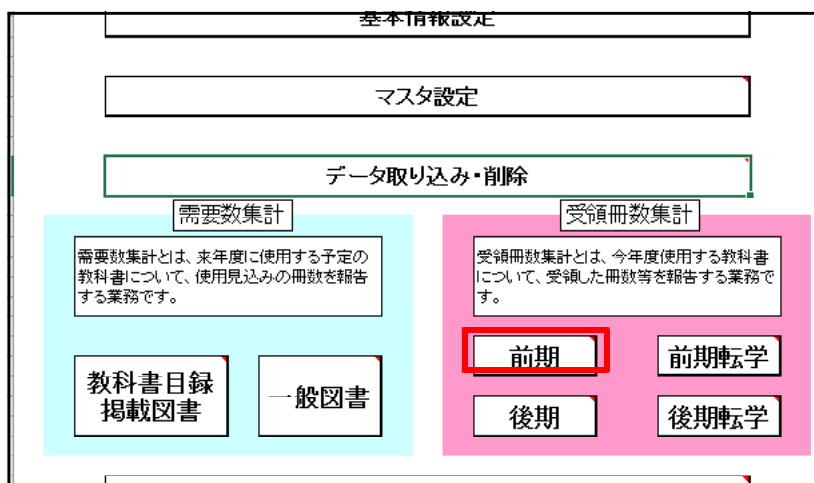 基本情報設定
マスタ設定
データ取り込み・削除
需要数集計
需要数集計とは、来年度に使用する予定の
教科書について、使用見込みの冊数を報告
する業務です。
教科書目録
掲載図書
一般図書
受領冊数集計
受領冊数集計とは、今年度使用する教科書
について、受領した冊数等を報告する業務で
す。
前期
前期転学
後期
後期転学